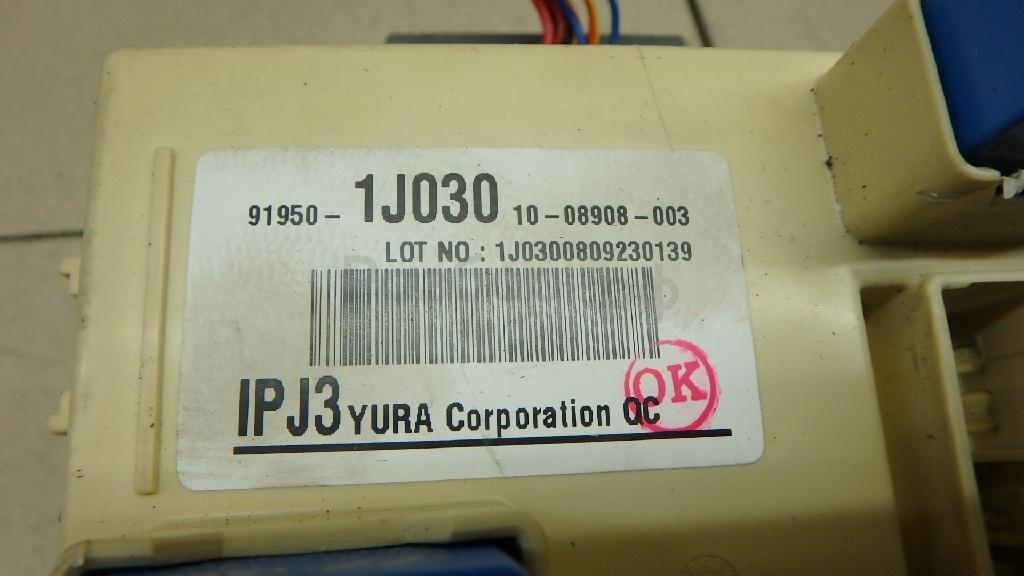 91950- 1J030 10-08908-003
LOT NO : 1J0300809230139
IPJ3 YURA Corporation QC
OK